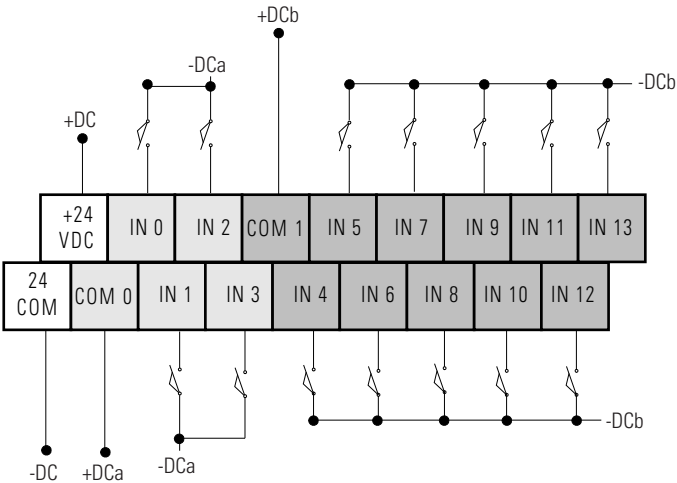 +DCb
-DCa
-DCb
+DC
+24
VDC
IN 0
IN 2
COM 1
IN 5
IN 7
IN 9
IN 11
IN 13
24
COM
COM 0
IN 1
IN 3
IN 4
IN 6
IN 8
IN 10
IN 12
-DCb
-DC
+DCa
-DCa